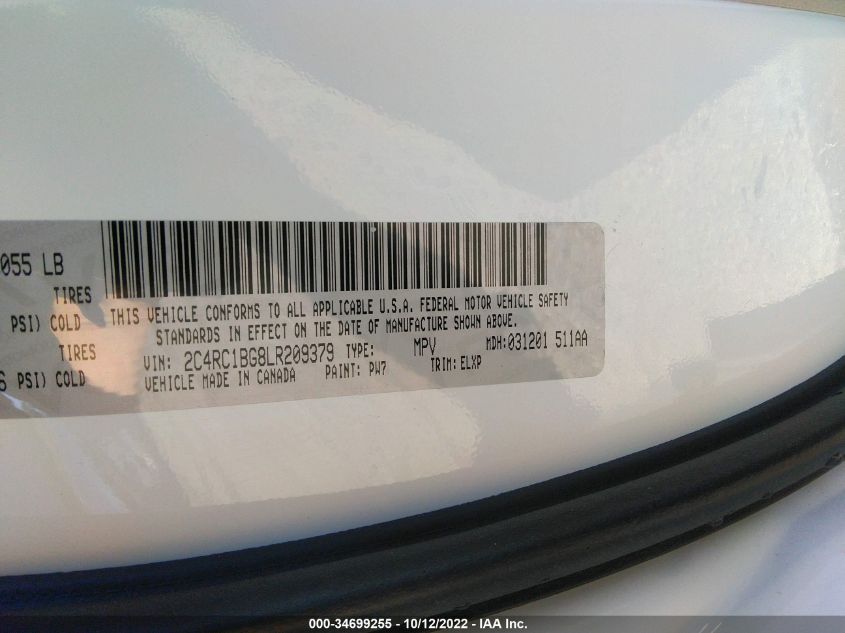 055 LB
TIRES
PSI) COLD
TIRES
6 PSI) COLD
THIS VEHICLE CONFORMS TO ALL APPLICABLE U.S.A. FEDERAL MOTOR VEHICLE SAFETY
STANDARDS IN EFFECT ON THE DATE OF MANUFACTURE SHOWN ABOVE.
VIN: 2C4RC1BG8LR209379 TYPE: MPV MDH:031201 511AA
VEHICLE MADE IN CANADA PAINT: PW7 TRIM: ELXP
000-34699255 - 10/12/2022 - IAA Inc.